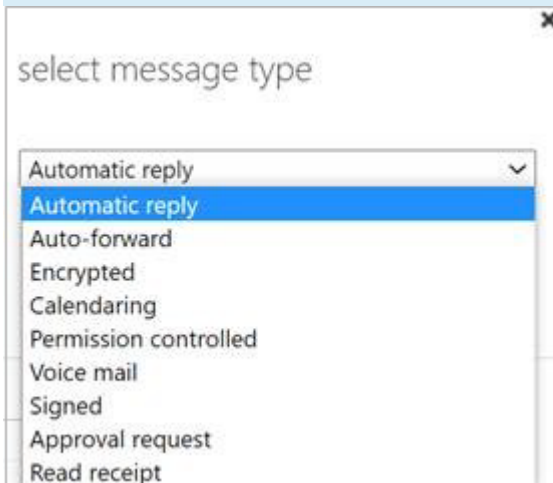 select message type
Automatic reply
Automatic reply
Auto-forward
Encrypted
Calendaring
Permission controlled
Voice mail
Signed
Approval request
Read receipt